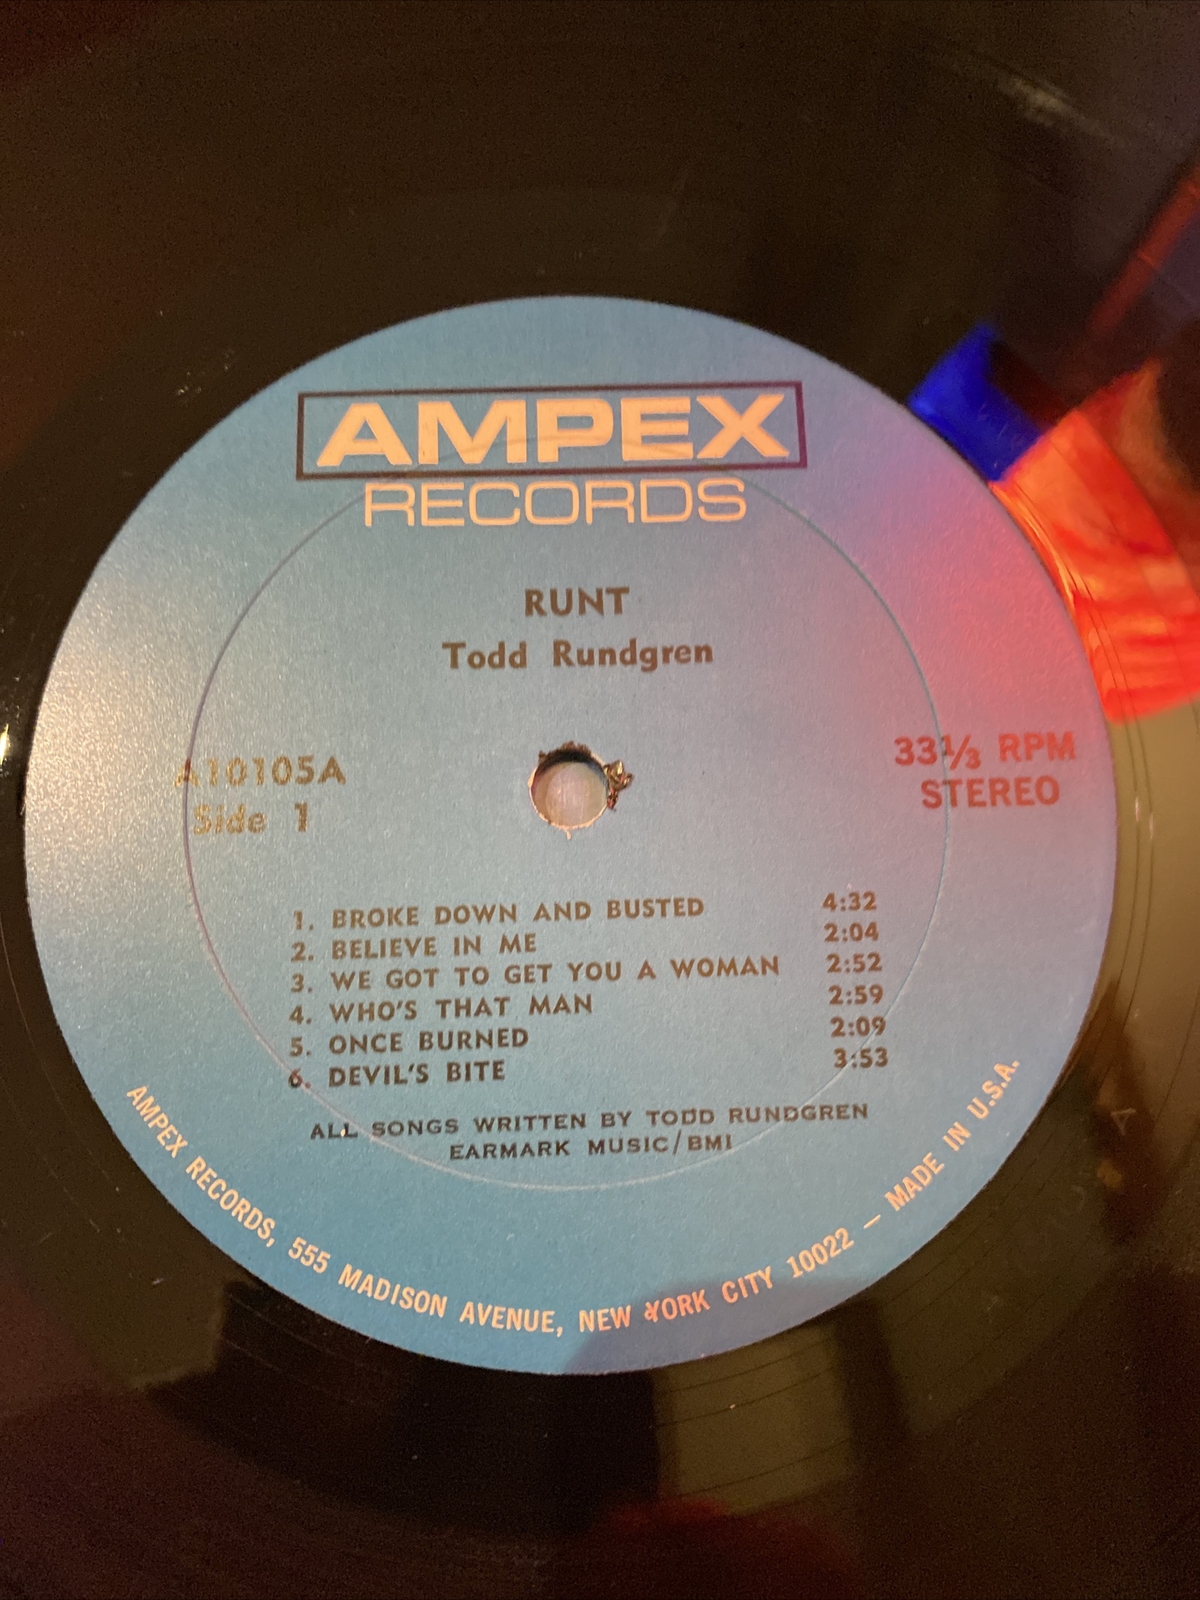 AMPEX
RECORDS
RUNT
Todd Rundgren
A10105A
Side 1
33⅓ RPM
STEREO
1. BROKE DOWN AND BUSTED 4:32
2. BELIEVE IN ME 2:04
3. WE GOT TO GET YOU A WOMAN 2:52
4. WHO'S THAT MAN 2:59
5. ONCE BURNED 2:09
6. DEVIL'S BITE 3:53
ALL SONGS WRITTEN BY TODD RUNDGREN
EARMARK MUSIC/BMI
AMPEX RECORDS, 555 MADISON AVENUE, NEW YORK CITY 10022 — MADE IN U.S.A.
A